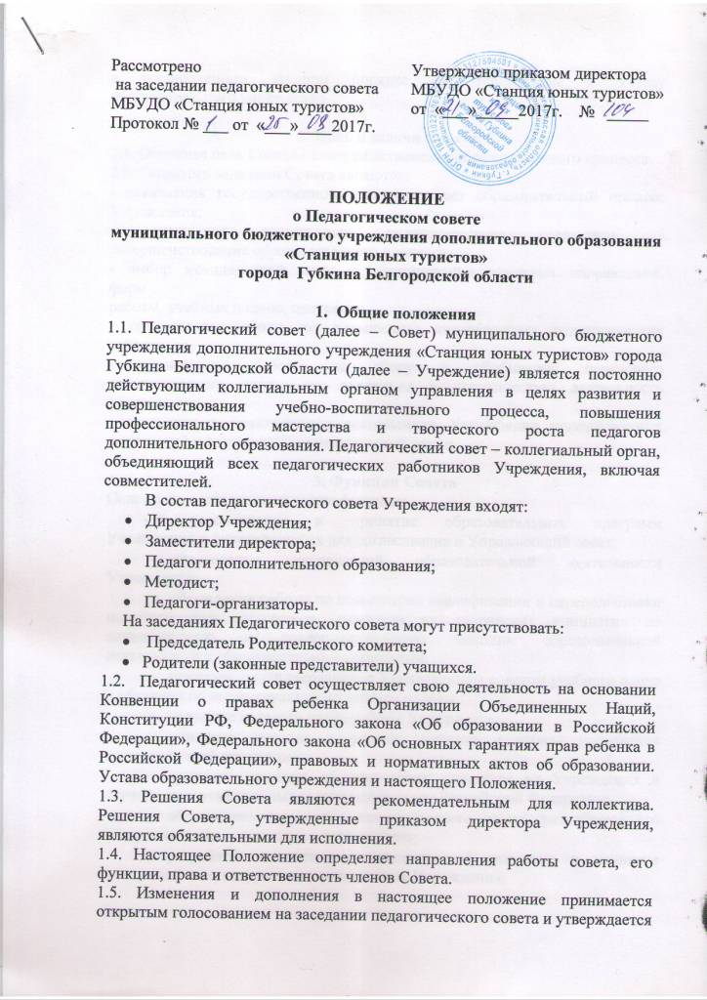 Рассмотрено
на заседании педагогического совета
МБУДО «Станция юных туристов»
Протокол № 1 от «25» 09 2017г.
Утверждено приказом директора
МБУДО «Станция юных туристов»
от «21» 09 2017г. № 104
ПОЛОЖЕНИЕ
о Педагогическом совете
муниципального бюджетного учреждения дополнительного образования
«Станция юных туристов»
города Губкина Белгородской области
1. Общие положения
1.1. Педагогический совет (далее – Совет) муниципального бюджетного
учреждения дополнительного учреждения «Станция юных туристов» города
Губкина Белгородской области (далее – Учреждение) является постоянно
действующим коллегиальным органом управления в целях развития и
совершенствования учебно-воспитательного процесса, повышения
профессионального мастерства и творческого роста педагогов
дополнительного образования. Педагогический совет – коллегиальный орган,
объединяющий всех педагогических работников Учреждения, включая
совместителей.
В состав педагогического совета Учреждения входят:
• Директор Учреждения;
• Заместители директора;
• Педагоги дополнительного образования;
• Методист;
• Педагоги-организаторы.
На заседаниях Педагогического совета могут присутствовать:
• Председатель Родительского комитета;
• Родители (законные представители) учащихся.
1.2. Педагогический совет осуществляет свою деятельность на основании
Конвенции о правах ребенка Организации Объединенных Наций,
Конституции РФ, Федерального закона «Об образовании в Российской
Федерации», Федерального закона «Об основных гарантиях прав ребенка в
Российской Федерации», правовых и нормативных актов об образовании.
Устава образовательного учреждения и настоящего Положения.
1.3. Решения Совета являются рекомендательным для коллектива.
Решения Совета, утвержденные приказом директора Учреждения,
являются обязательными для исполнения.
1.4. Настоящее Положение определяет направления работы совета, его
функции, права и ответственность членов Совета.
1.5. Изменения и дополнения в настоящее положение принимается
открытым голосованием на заседании педагогического совета и утверждается